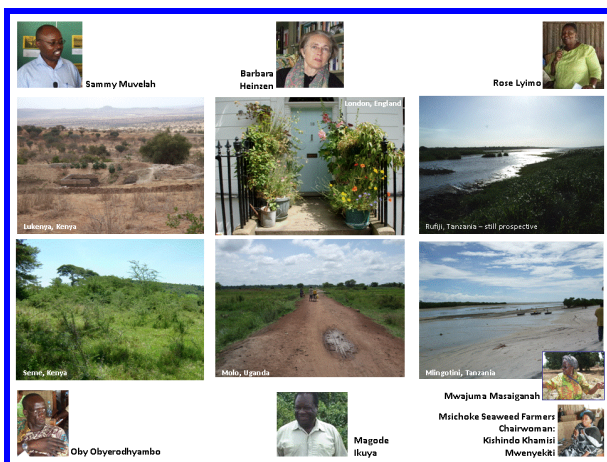 Sammy Muvelah
Barbara
Heinzen
Rose Lyimo
London, England
Lukenya, Kenya
Rufiji, Tanzania – still prospective
Seme, Kenya
Molo, Uganda
Mlingotini, Tanzania
Mwajuma Masaiganah
Oby Obyerodhyambo
Magode
Ikuya
Msichoke Seaweed Farmers
Chairwoman:
Kishindo Khamisi
Mwenyekiti